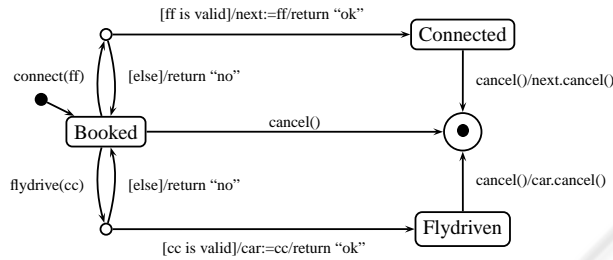 [ff is valid]/next:=ff/return “ok”
Connected
connect(ff)
[else]/return “no”
cancel()/next.cancel()
Booked
cancel()
flydrive(cc)
[else]/return “no”
cancel()/car.cancel()
Flydriven
[cc is valid]/car:=cc/return “ok”